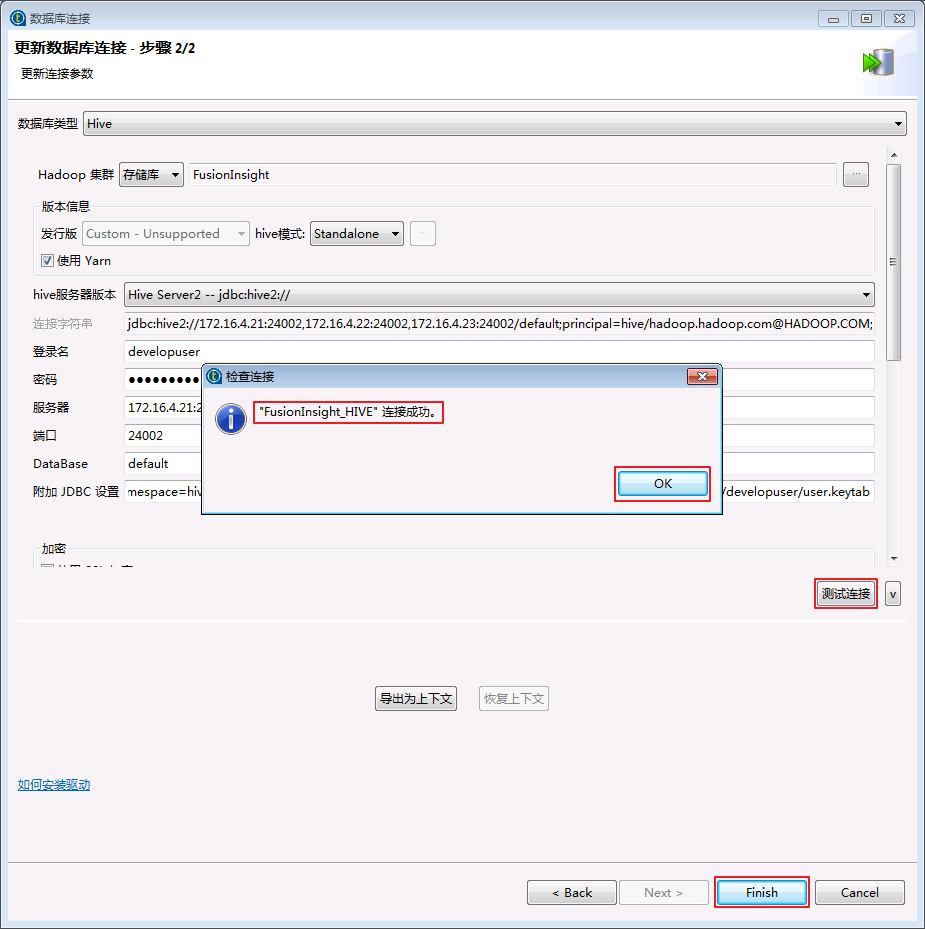 数据库连接
更新数据库连接 - 步骤 2/2
更新连接参数
数据库类型 Hive
Hadoop 集群 存储库 FusionInsight ...
版本信息
发行版 Custom - Unsupported hive模式: Standalone ...
使用 Yarn
hive服务器版本 Hive Server2 -- jdbc:hive2://
连接字符串 jdbc:hive2://172.16.4.21:24002,172.16.4.22:24002,172.16.4.23:24002/default;principal=hive/hadoop.hadoop.com@HADOOP.COM;
登录名 developuser
密码 ●●●●●●●●●
检查连接
"FusionInsight_HIVE" 连接成功。
OK
服务器 172.16.4.21:2
端口 24002
DataBase default
附加 JDBC 设置 mespace=hiv /developuser/user.keytab
加密
测试连接 v
导出为上下文 恢复上下文
如何安装驱动
< Back Next > Finish Cancel